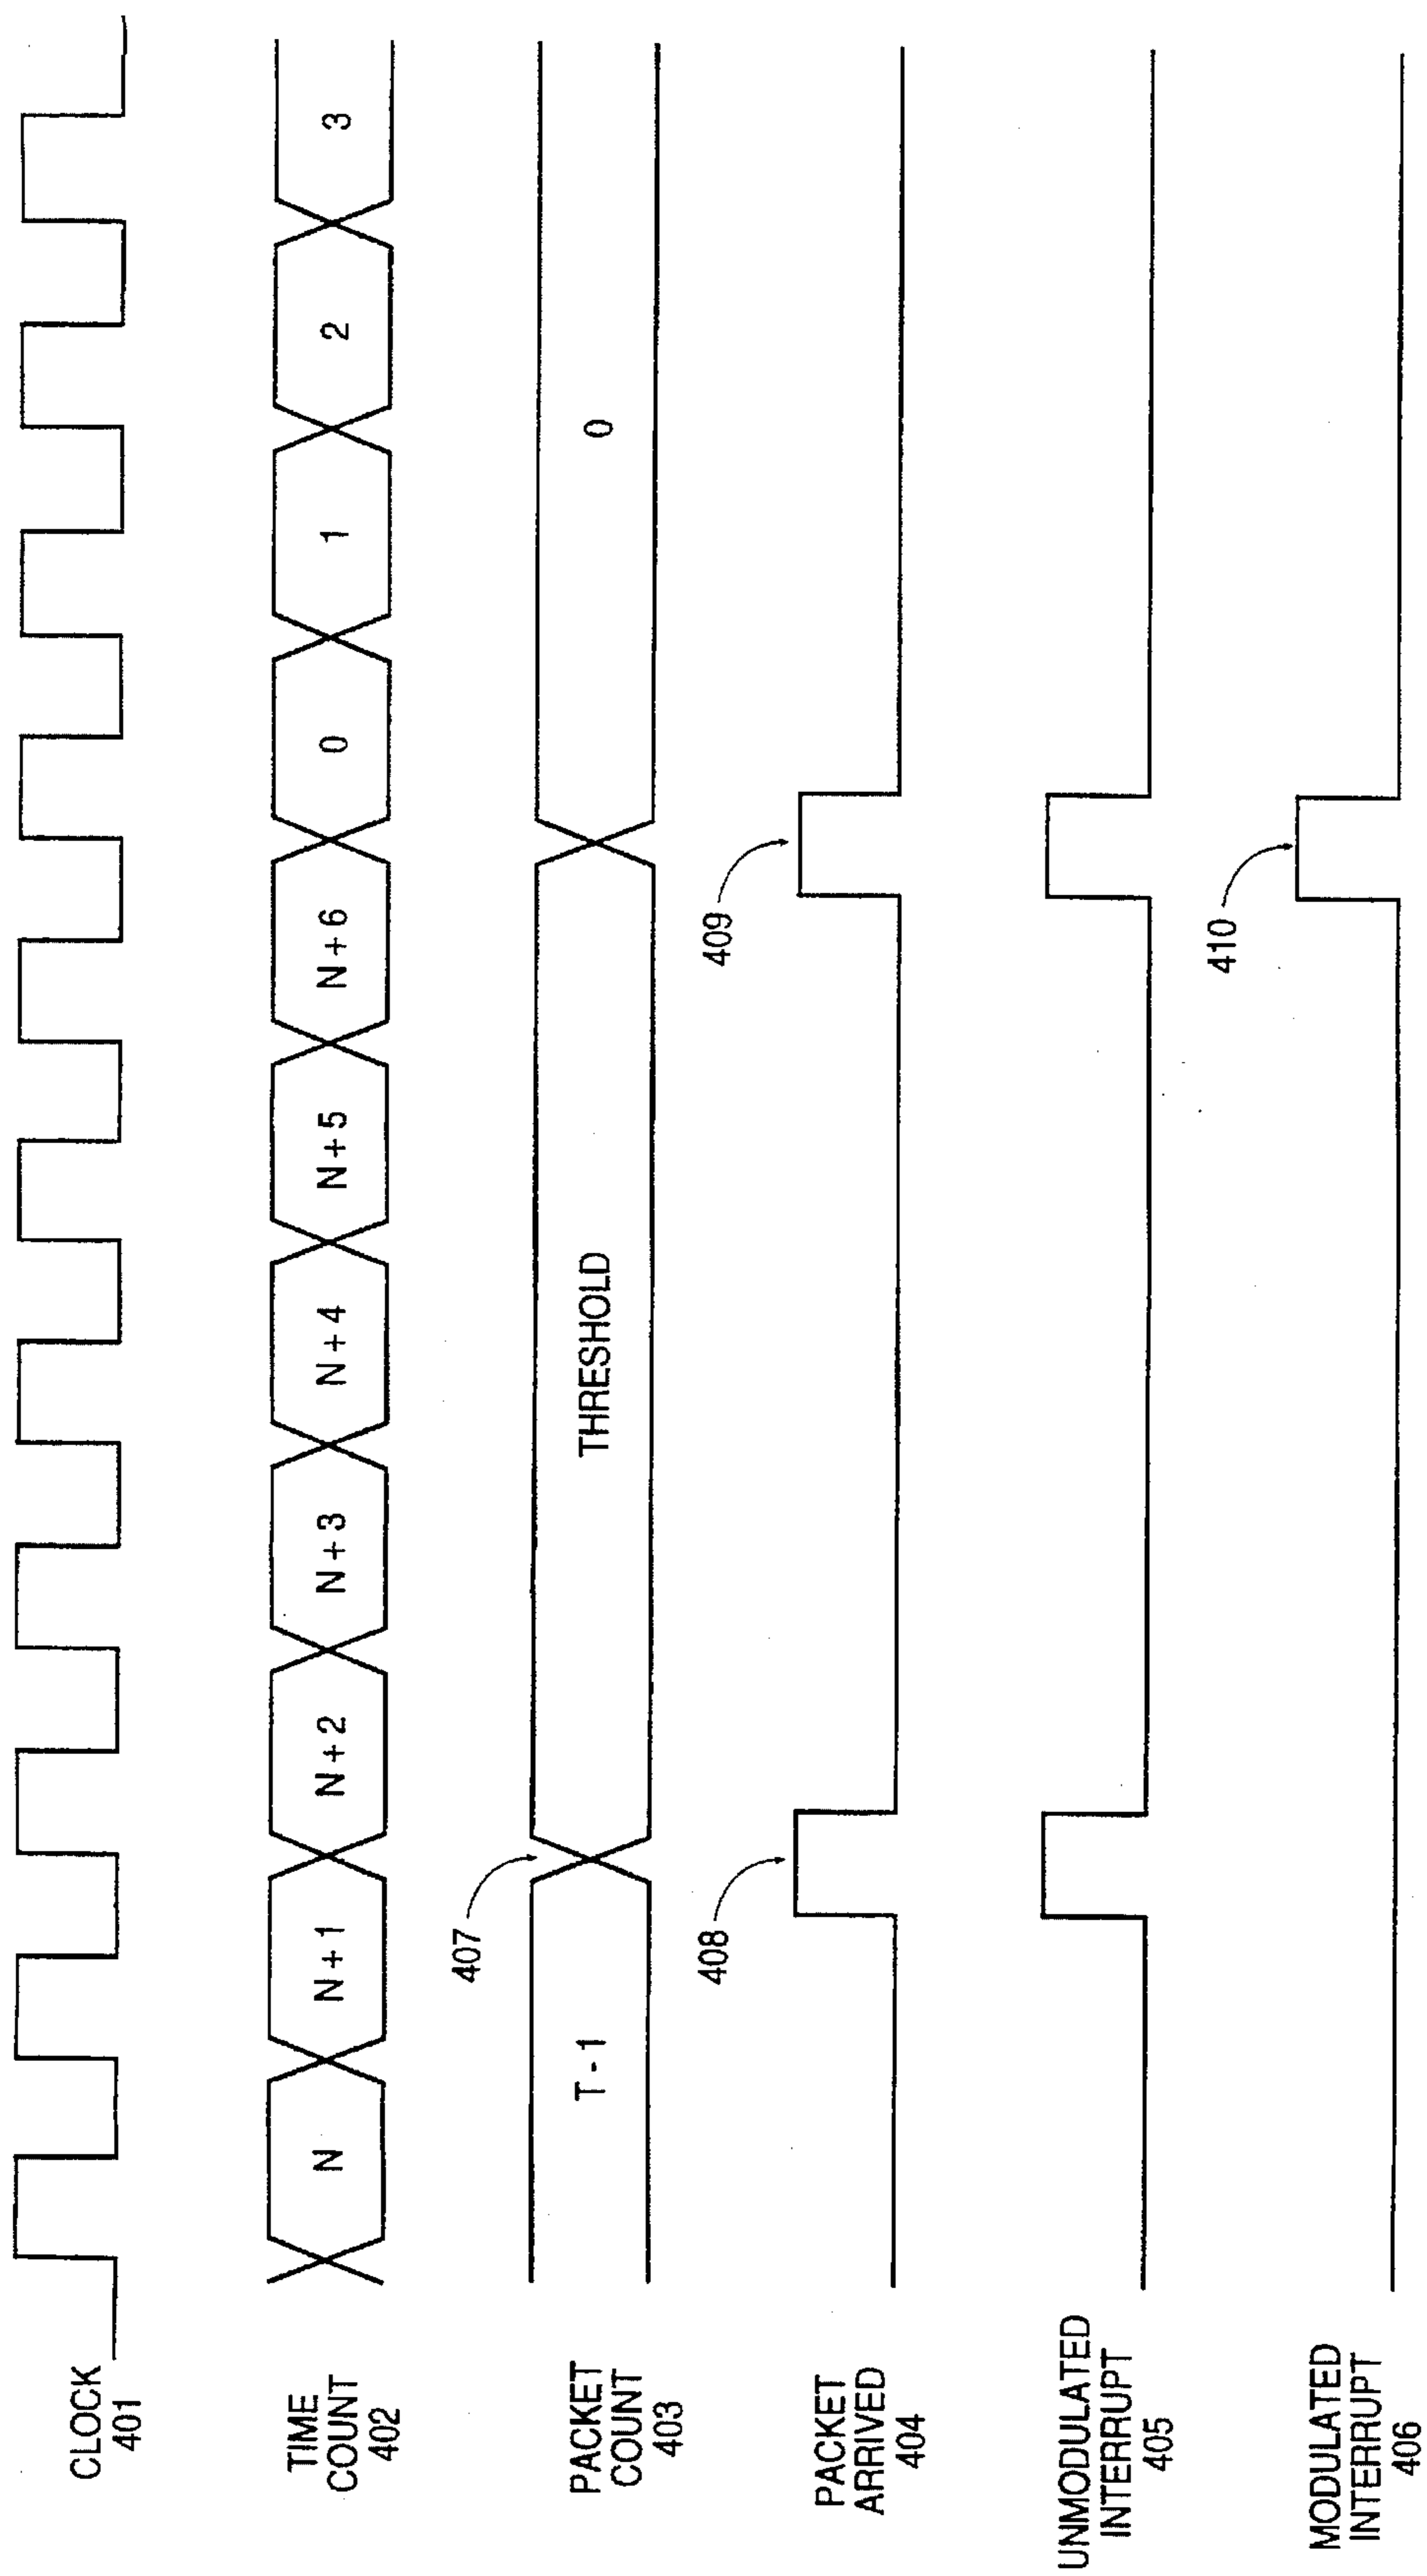 CLOCK
401
TIME
COUNT
402
N
N+1
N+2
N+3
N+4
N+5
N+6
0
1
2
3
PACKET
COUNT
403
T-1
407
THRESHOLD
0
PACKET
ARRIVED
404
408
409
UNMODULATED
INTERRUPT
405
MODULATED
INTERRUPT
406
410